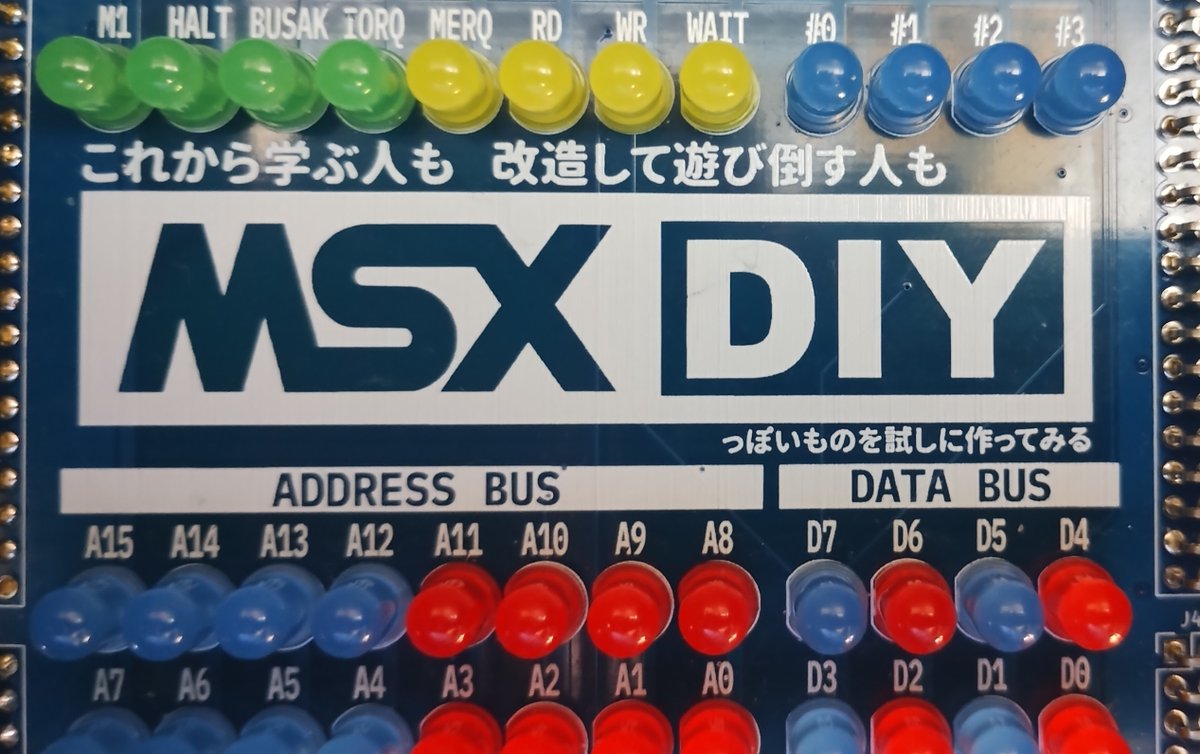 M1 HALT BUSAK IORQ MERQ RD WR WAIT #0 #1 #2 #3
これから学ぶ人も 改造して遊び倒す人も
MSX DIY
っぽいものを試しに作ってみる
ADDRESS BUS DATA BUS
A15 A14 A13 A12 A11 A10 A9 A8 D7 D6 D5 D4
A7 A6 A5 A4 A3 A2 A1 A0 D3 D2 D1 D0